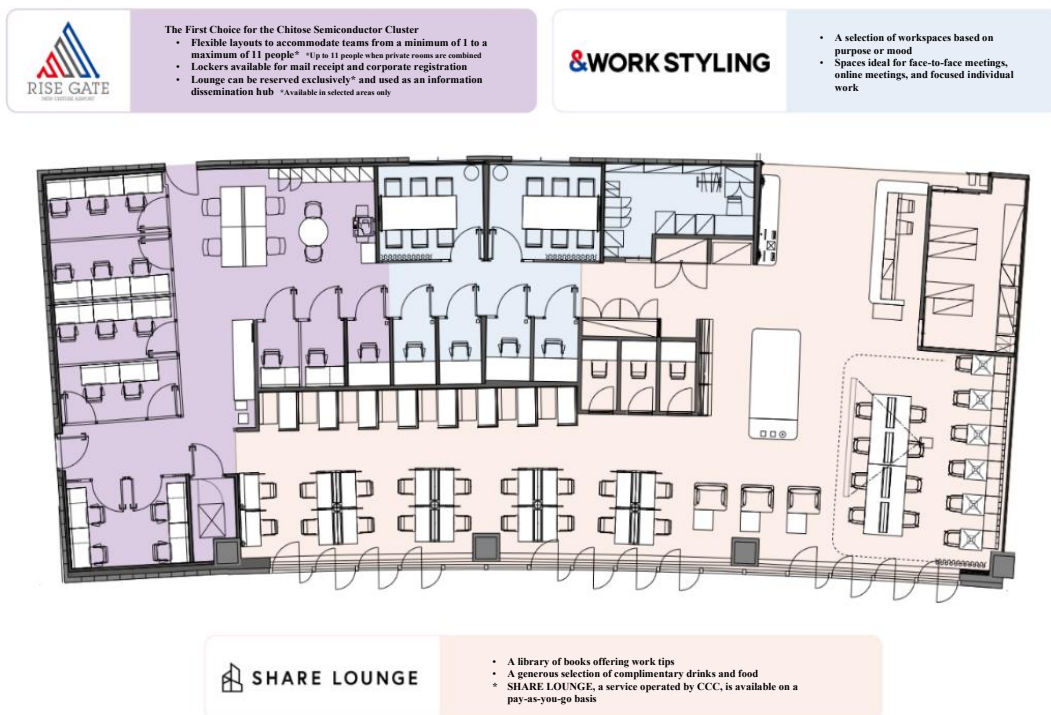 RISE GATE
NEW CHITOSE AIRPORT
The First Choice for the Chitose Semiconductor Cluster
• Flexible layouts to accommodate teams from a minimum of 1 to a
maximum of 11 people* *Up to 11 people when private rooms are combined
• Lockers available for mail receipt and corporate registration
• Lounge can be reserved exclusively* and used as an information
dissemination hub *Available in selected areas only
&WORK STYLING
• A selection of workspaces based on
purpose or mood
• Spaces ideal for face-to-face meetings,
online meetings, and focused individual
work
SHARE LOUNGE
• A library of books offering work tips
• A generous selection of complimentary drinks and food
* SHARE LOUNGE, a service operated by CCC, is available on a
pay-as-you-go basis